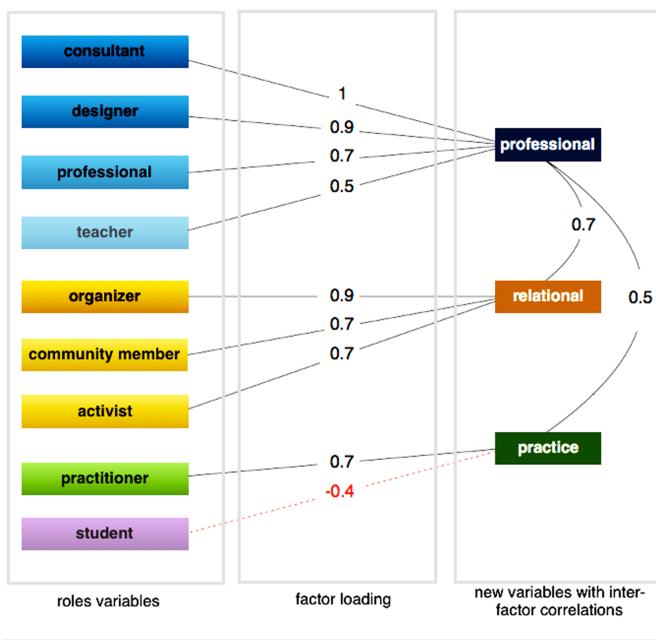 consultant
1
designer
0.9
professional
professional
0.7
teacher
0.5
0.7
organizer
0.9
relational
0.5
community member
0.7
activist
0.7
practitioner
0.7
practice
student
-0.4
roles variables
factor loading
new variables with inter-
factor correlations